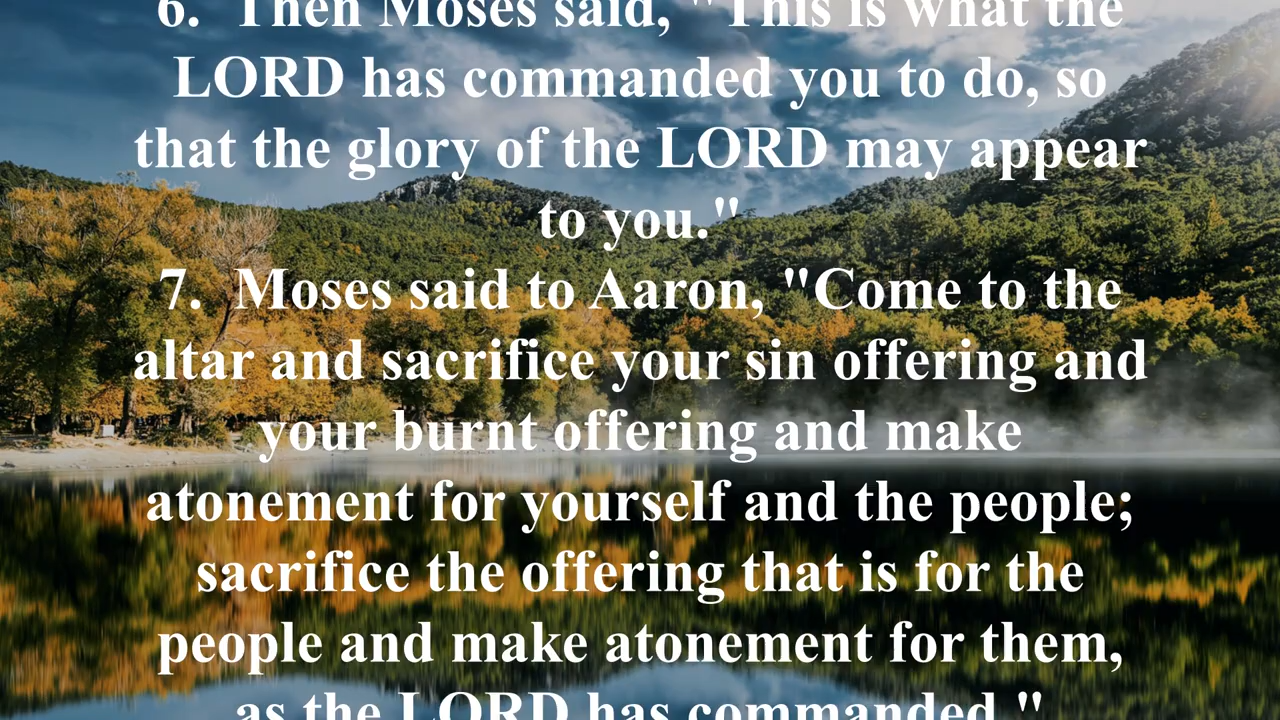 6.  Then Moses said, "This is what the
LORD has commanded you to do, so
that the glory of the LORD may appear
to you."
7.  Moses said to Aaron, "Come to the
altar and sacrifice your sin offering and
your burnt offering and make
atonement for yourself and the people;
sacrifice the offering that is for the
people and make atonement for them,
as the LORD has commanded."